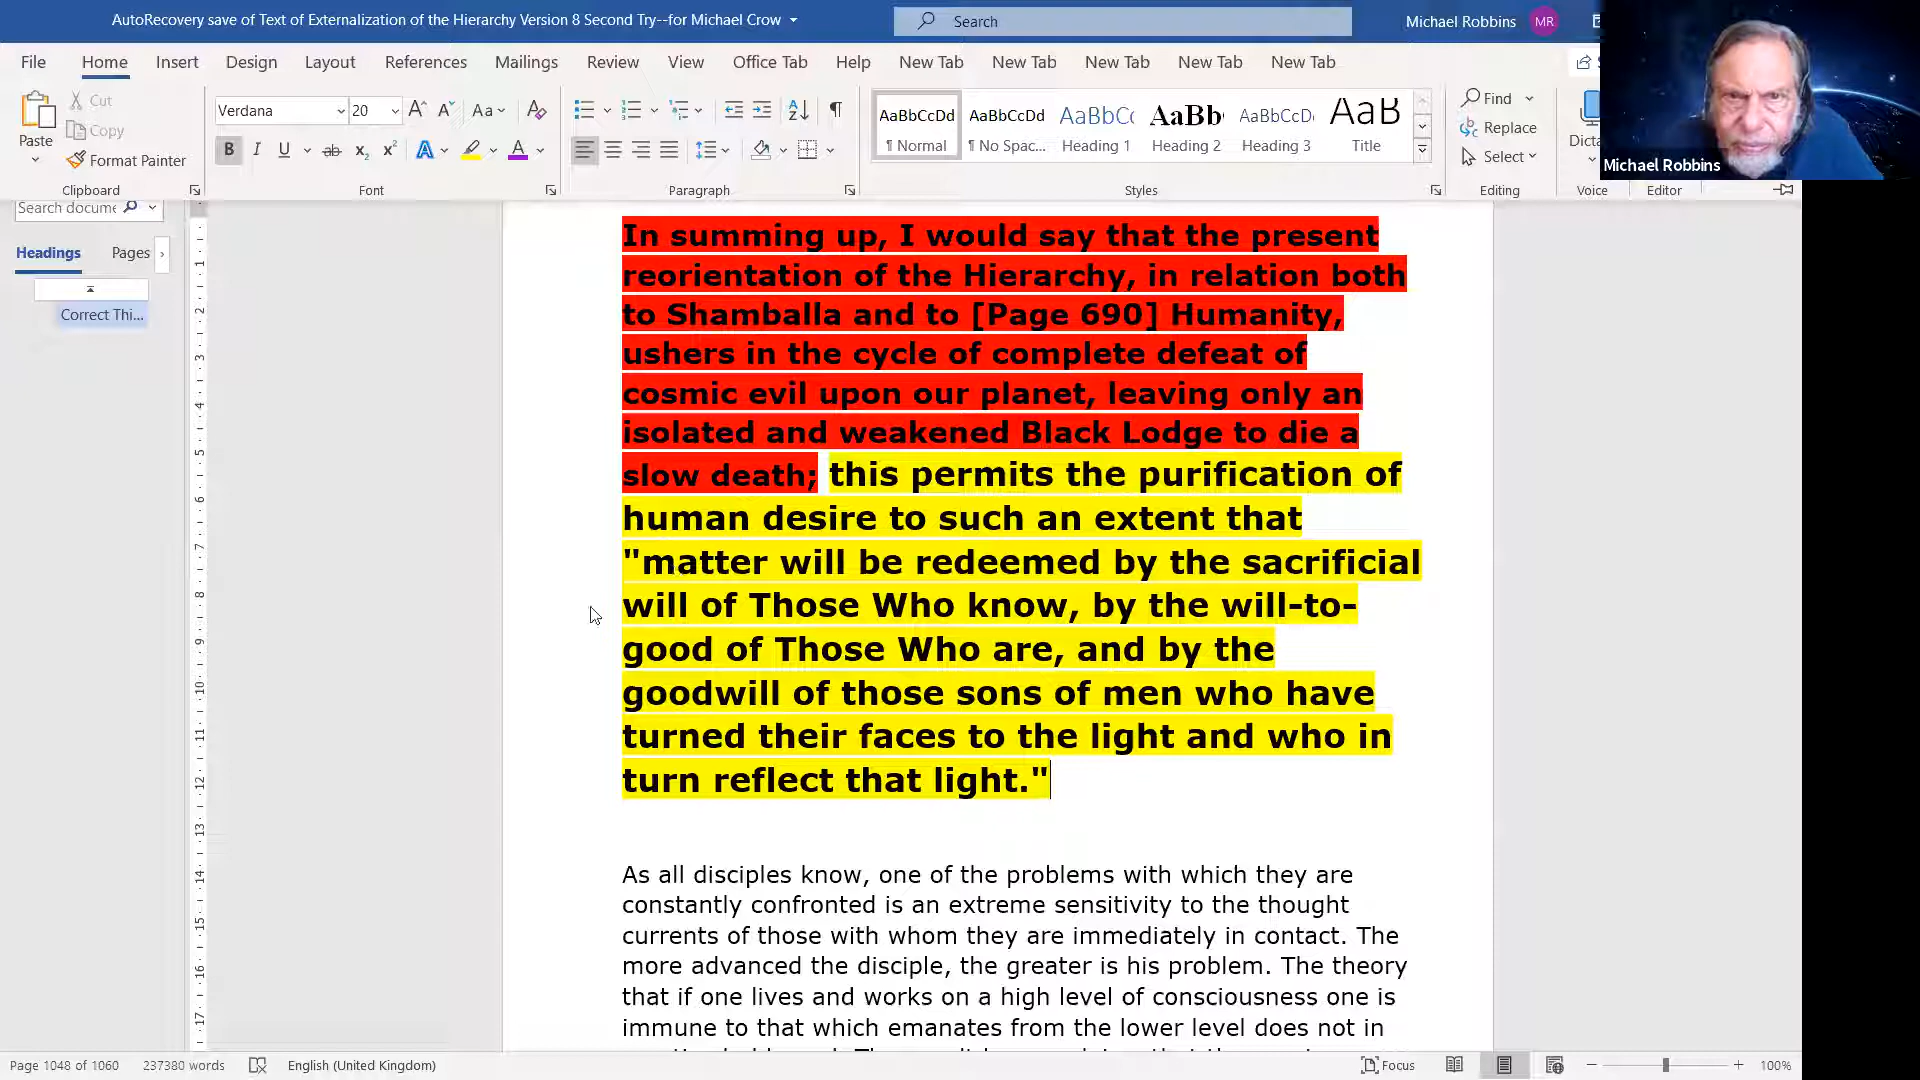 AutoRecovery save of Text of Externalization of the Hierarchy Version 8 Second Try--for Michael Crow
Search
Michael Robbins
MR
File
Home
Insert
Design
Layout
References
Mailings
Review
View
Office Tab
Help
New Tab
New Tab
New Tab
New Tab
New Tab
Paste
Cut
Copy
Format Painter
Clipboard
Verdana
20
Font
Paragraph
AaBbCcDd
¶ Normal
AaBbCcDd
¶ No Spac...
AaBbCc
Heading 1
AaBb
Heading 2
AaBbCcD
Heading 3
AaB
Title
Styles
Find
Replace
Select
Editing
Dicta
Voice
Editor
Michael Robbins
Search docume
Headings
Pages
Correct Thi...
In summing up, I would say that the present
reorientation of the Hierarchy, in relation both
to Shamballa and to [Page 690] Humanity,
ushers in the cycle of complete defeat of
cosmic evil upon our planet, leaving only an
isolated and weakened Black Lodge to die a
slow death; this permits the purification of
human desire to such an extent that
"matter will be redeemed by the sacrificial
will of Those Who know, by the will-to-
good of Those Who are, and by the
goodwill of those sons of men who have
turned their faces to the light and who in
turn reflect that light."
As all disciples know, one of the problems with which they are
constantly confronted is an extreme sensitivity to the thought
currents of those with whom they are immediately in contact. The
more advanced the disciple, the greater is his problem. The theory
that if one lives and works on a high level of consciousness one is
immune to that which emanates from the lower level does not in
Page 1048 of 1060
237380 words
English (United Kingdom)
Focus
100%